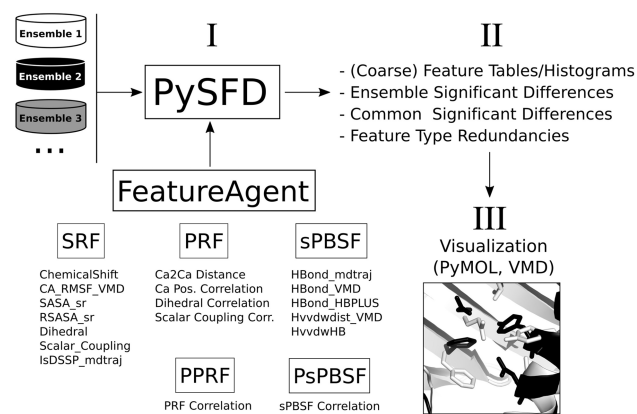 I
II
Ensemble 1
Ensemble 2
Ensemble 3
...
PySFD
- (Coarse) Feature Tables/Histograms
- Ensemble Significant Differences
- Common Significant Differences
- Feature Type Redundancies
FeatureAgent
III
Visualization
(PyMOL, VMD)
SRF
ChemicalShift
CA_RMSF_VMD
SASA_sr
RSASA_sr
Dihedral
Scalar_Coupling
IsDSSP_mdtraj
PRF
Ca2Ca Distance
Ca Pos. Correlation
Dihedral Correlation
Scalar Coupling Corr.
sPBSF
HBond_mdtraj
HBond_VMD
HBond_HBPLUS
Hvvdwdist_VMD
HvvdwHB
PPRF
PRF Correlation
PsPBSF
sPBSF Correlation